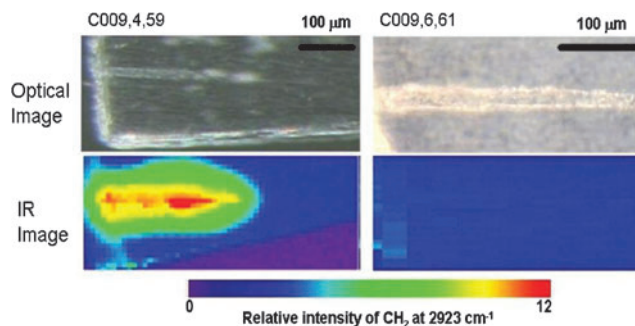 C009,4,59
100 µm
C009,6,61
100 µm
Optical
Image
IR
Image
0
12
Relative intensity of CH₂ at 2923 cm⁻¹